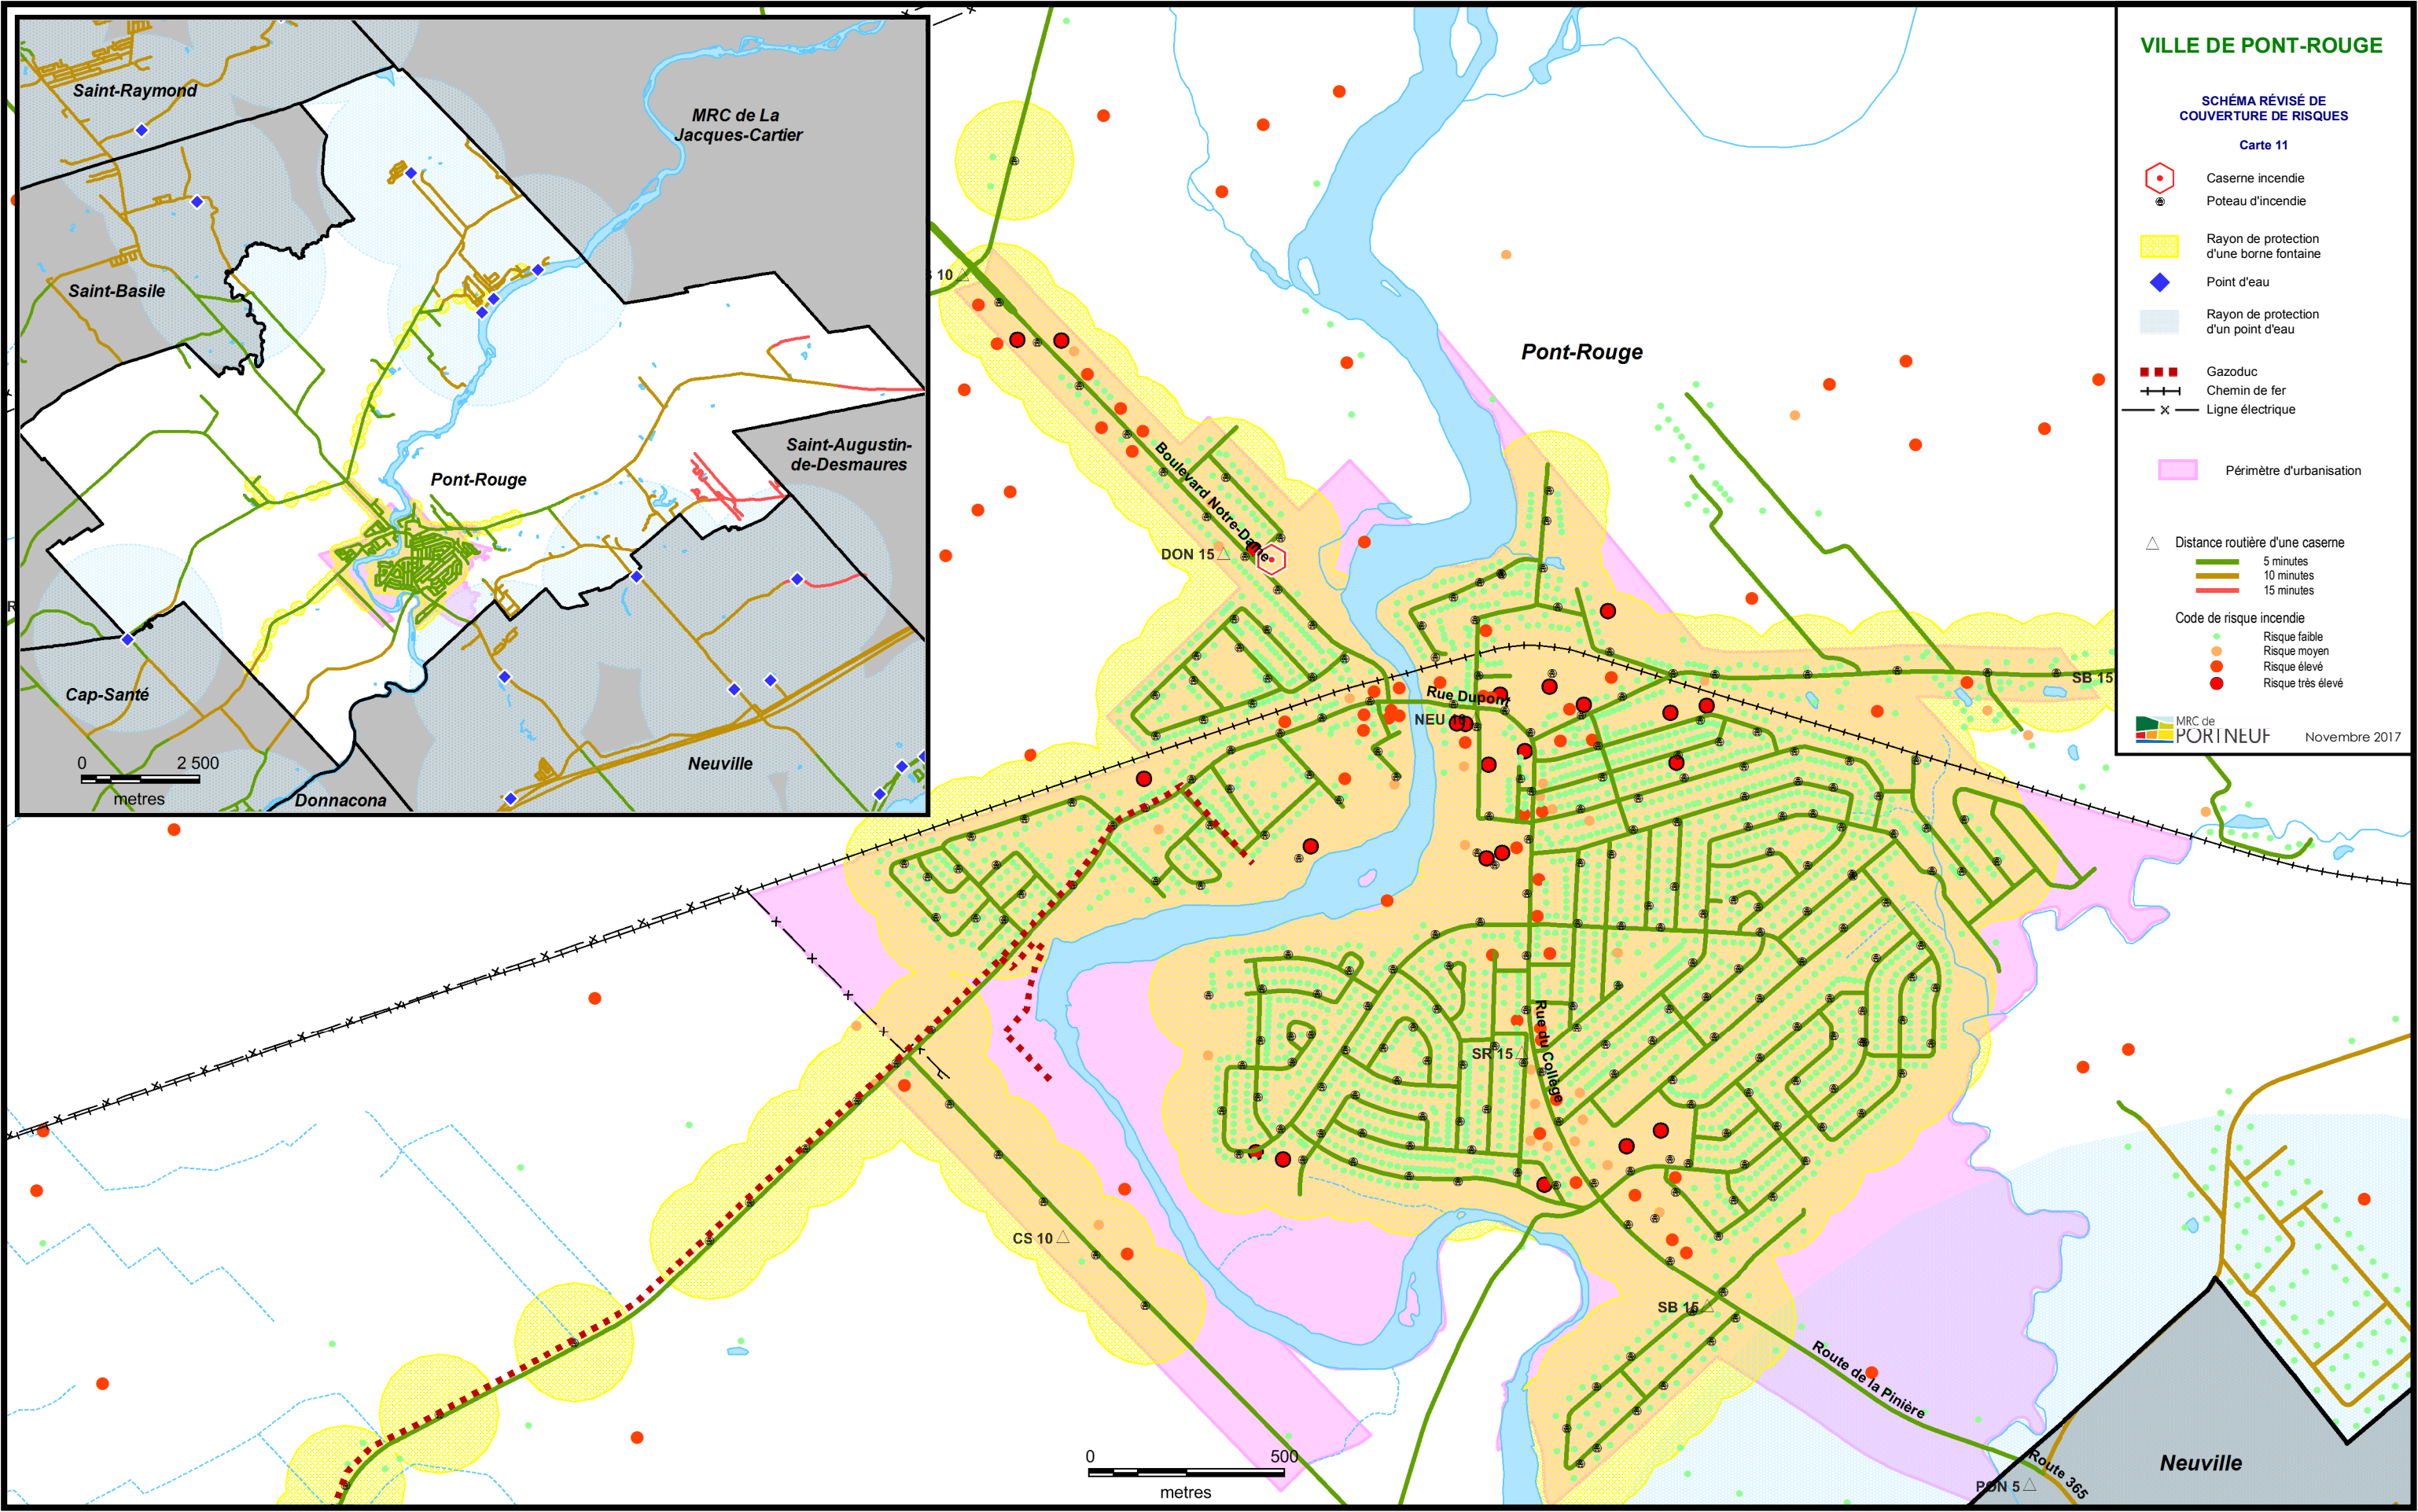 VILLE DE PONT-ROUGE
SCHÉMA RÉVISÉ DE
COUVERTURE DE RISQUES
Carte 11
Caserne incendie
Poteau d'incendie
Rayon de protection
d'une borne fontaine
Point d'eau
Rayon de protection
d'un point d'eau
Gazoduc
Chemin de fer
Ligne électrique
Périmètre d'urbanisation
Distance routière d'une caserne
5 minutes
10 minutes
15 minutes
Code de risque incendie
Risque faible
Risque moyen
Risque élevé
Risque très élevé
MRC de
PORTNEUF
Novembre 2017
Saint-Raymond
MRC de La
Jacques-Cartier
Saint-Basile
Saint-Augustin-
de-Desmaures
Pont-Rouge
Cap-Santé
Neuville
Donnacona
0 2 500
metres
Pont-Rouge
10
Boulevard Notre-Dame
DON 15
SB 15
Rue Dupont
NEU
Rue du Collège
SR 15
CS 10
SB 15
Route de la Pinière
Route 365
PON 5
Neuville
0 500
metres